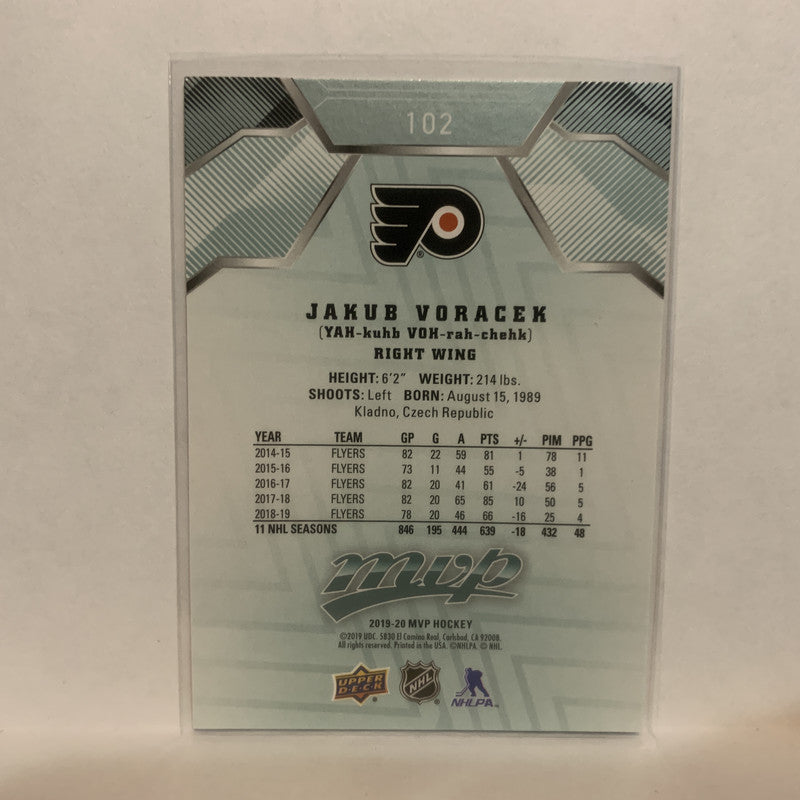 102
JAKUB VORACEK
(YAH-kuhb VOH-rah-chehk)
RIGHT WING
HEIGHT: 6'2" WEIGHT: 214 lbs.
SHOOTS: Left BORN: August 15, 1989
Kladno, Czech Republic
YEAR TEAM GP G A PTS +/- PIM PPG
2014-15 FLYERS 82 22 59 81 1 78 11
2015-16 FLYERS 73 11 44 55 -5 38 1
2016-17 FLYERS 82 20 41 61 -24 56 5
2017-18 FLYERS 82 20 65 85 10 50 5
2018-19 FLYERS 78 20 46 66 -16 25 4
11 NHL SEASONS 846 195 444 639 -18 432 48
mvp
2019-20 MVP HOCKEY
©2019 UDC. 5830 El Camino Real, Carlsbad, CA 92008.
All rights reserved. Printed in the USA. ©NHLPA. © NHL.
UPPER DECK ® NHL ® NHLPA